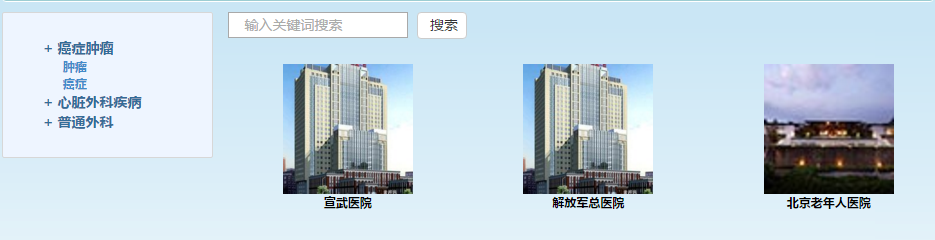 + 癌症肿瘤
肿瘤
癌症
+ 心脏外科疾病
+ 普通外科
输入关键词搜索
搜索
宣武医院
解放军总医院
北京老年人医院